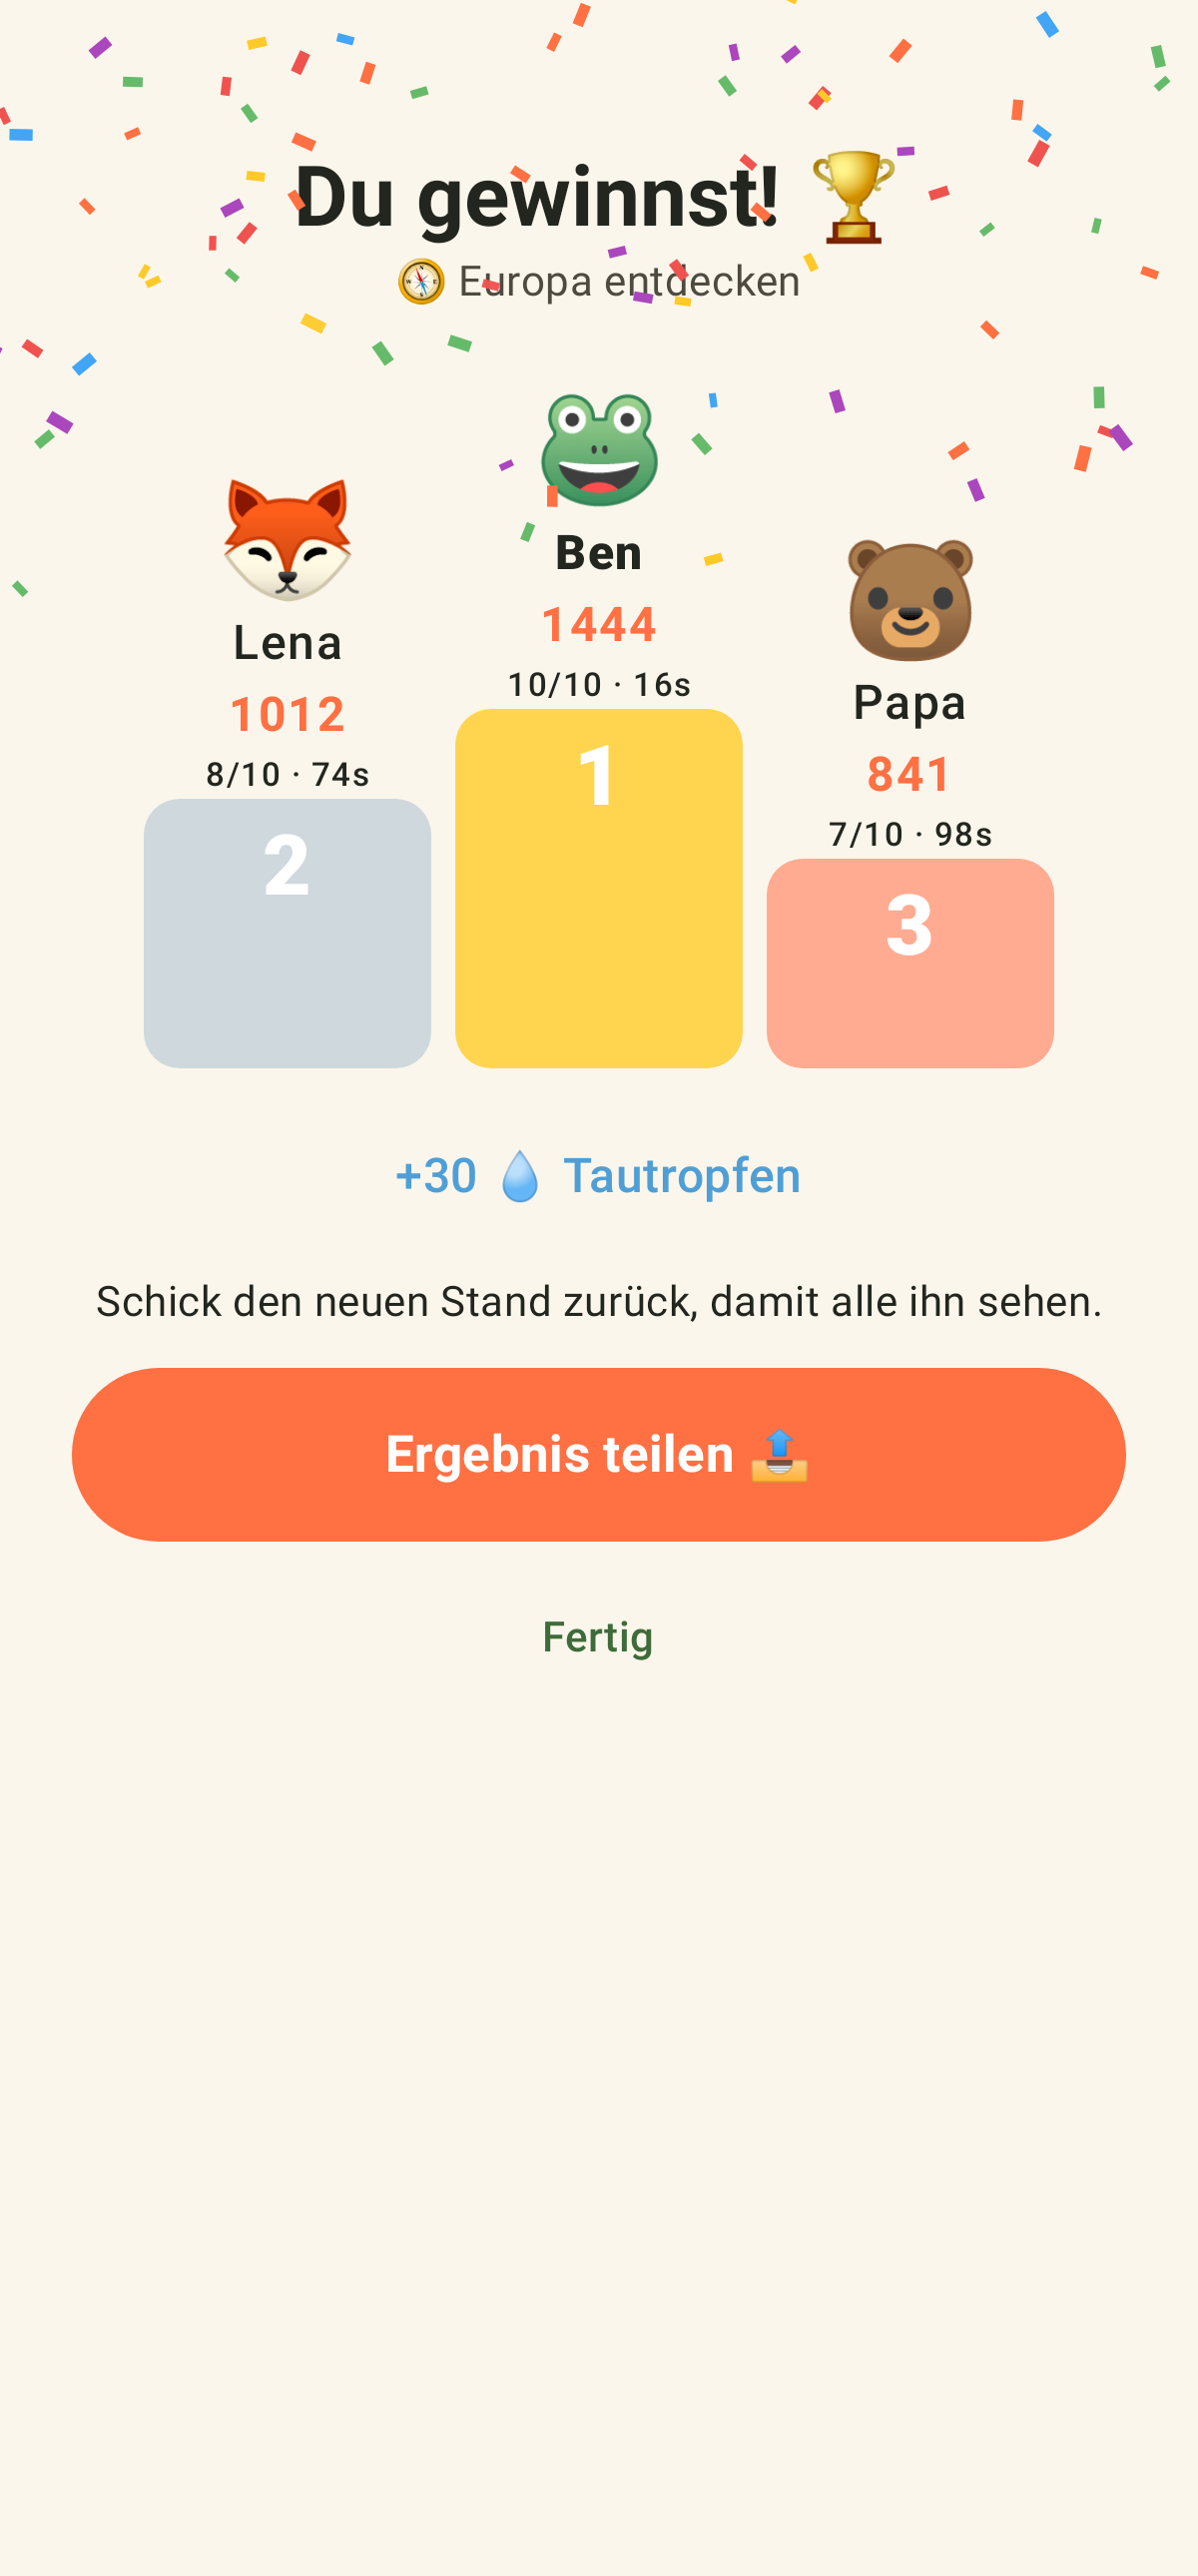 Du gewinnst! 🏆
🧭 Europa entdecken
Ben
1444
10/10 · 16s
1
Lena
1012
8/10 · 74s
2
Papa
841
7/10 · 98s
3
+30 💧 Tautropfen
Schick den neuen Stand zurück, damit alle ihn sehen.
Ergebnis teilen 📤
Fertig